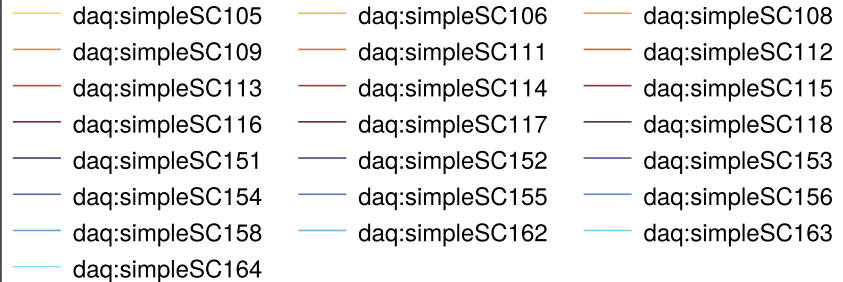 daq:simpleSC105 daq:simpleSC106 daq:simpleSC108
daq:simpleSC109 daq:simpleSC111 daq:simpleSC112
daq:simpleSC113 daq:simpleSC114 daq:simpleSC115
daq:simpleSC116 daq:simpleSC117 daq:simpleSC118
daq:simpleSC151 daq:simpleSC152 daq:simpleSC153
daq:simpleSC154 daq:simpleSC155 daq:simpleSC156
daq:simpleSC158 daq:simpleSC162 daq:simpleSC163
daq:simpleSC164